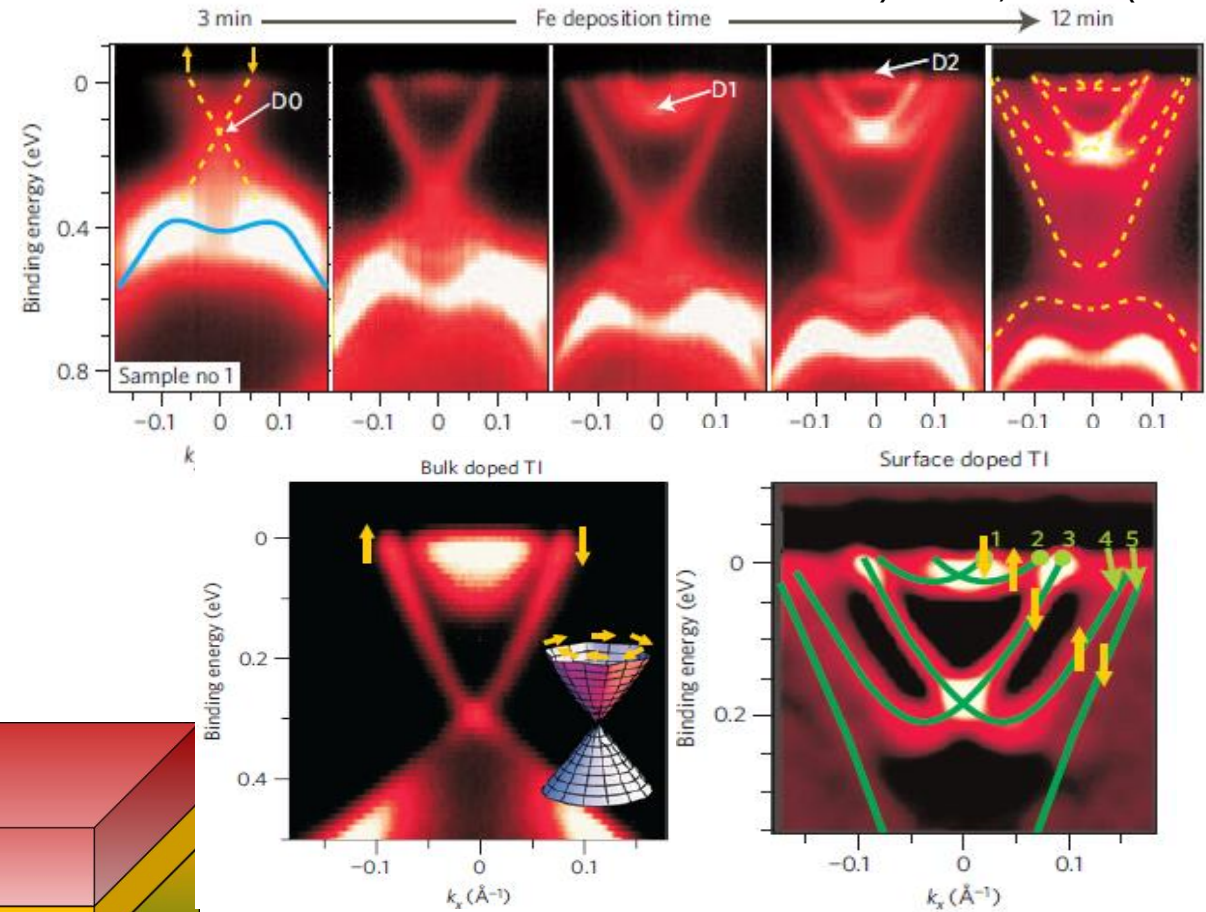 3 min Fe deposition time 12 min
Binding energy (eV)
0
0.4
0.8
D0
D1
D2
Sample no 1
−0.1 0 0.1
−0.1 0 0.1
−0.1 0 0.1
−0.1 0 0.1
−0.1 0 0.1
k
Bulk doped TI
Binding energy (eV)
0
0.2
0.4
−0.1 0 0.1
kx (Å−1)
Surface doped TI
Binding energy (eV)
0
0.2
1 2 3 4 5
−0.1 0 0.1
kx (Å−1)